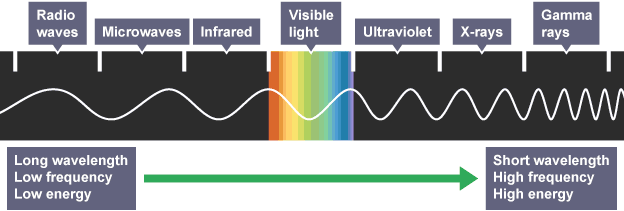 Radio
waves
Microwaves
Infrared
Visible
light
Ultraviolet
X-rays
Gamma
rays
Long wavelength
Low frequency
Low energy
Short wavelength
High frequency
High energy